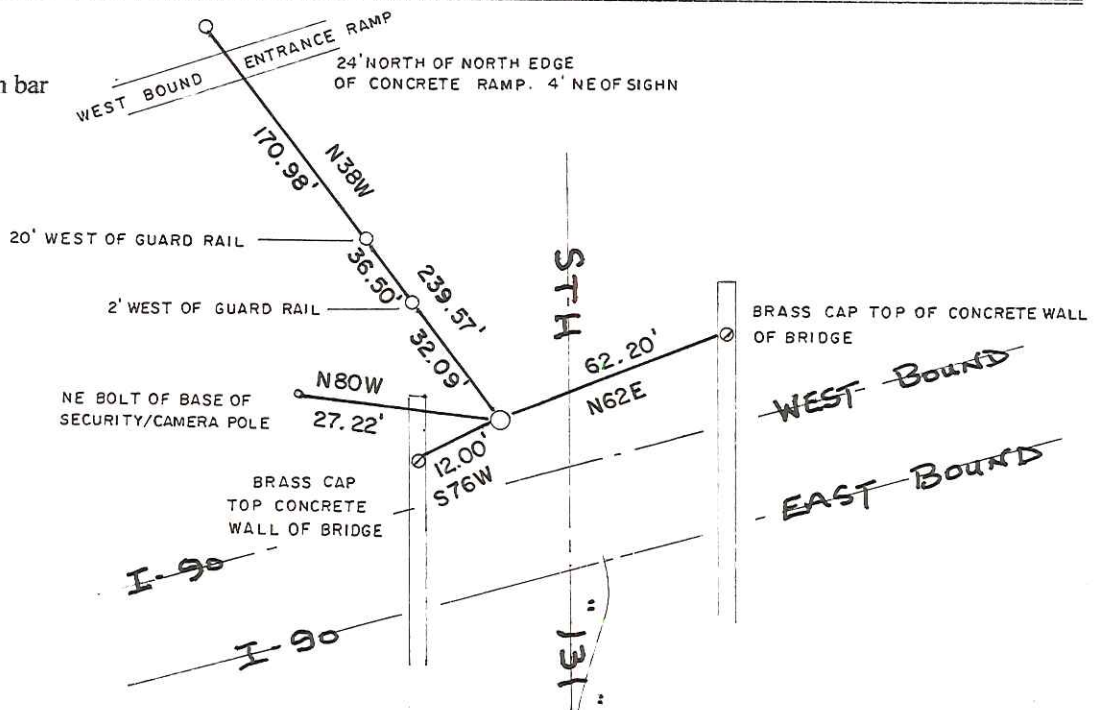 n bar
WEST BOUND ENTRANCE RAMP
24' NORTH OF NORTH EDGE
OF CONCRETE RAMP. 4' NE OF SIGHN
170.98'
N38W
20' WEST OF GUARD RAIL
36.50'
239.57'
2' WEST OF GUARD RAIL
32.09'
STH
BRASS CAP TOP OF CONCRETE WALL
OF BRIDGE
62.20'
N62E
WEST BOUND
N80W
27.22'
NE BOLT OF BASE OF
SECURITY/CAMERA POLE
12.00'
S76W
BRASS CAP
TOP CONCRETE
WALL OF BRIDGE
EAST BOUND
I-90
I-90
"131"